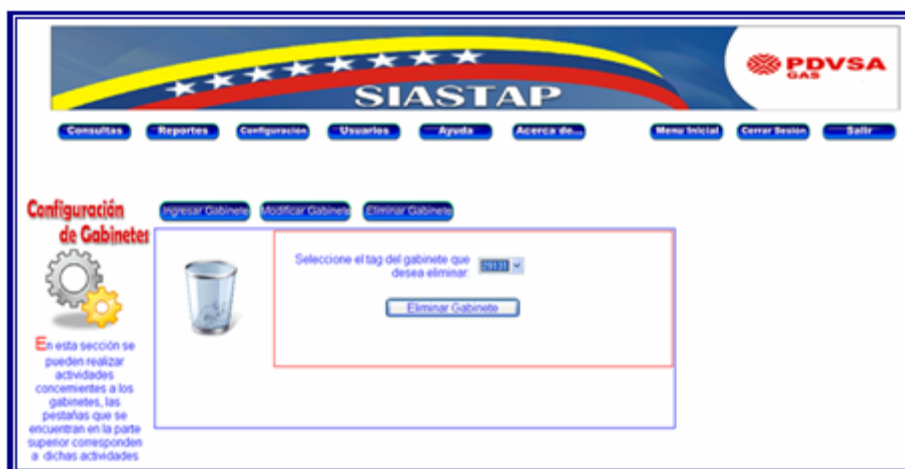 SIASTAP
PDVSA
GAS
Consultas
Reportes
Configuración
Usuarios
Ayuda
Acerca de...
Menu Inicial
Cerrar Sesión
Salir
Configuración
de Gabinetes
Ingresar Gabinete
Modificar Gabinete
Eliminar Gabinete
Seleccione el tag del gabinete que
desea eliminar:
Eliminar Gabinete
En esta sección se
pueden realizar
actividades
concernientes a los
gabinetes, las
pestañas que se
encuentran en la parte
superior corresponden
a dichas actividades